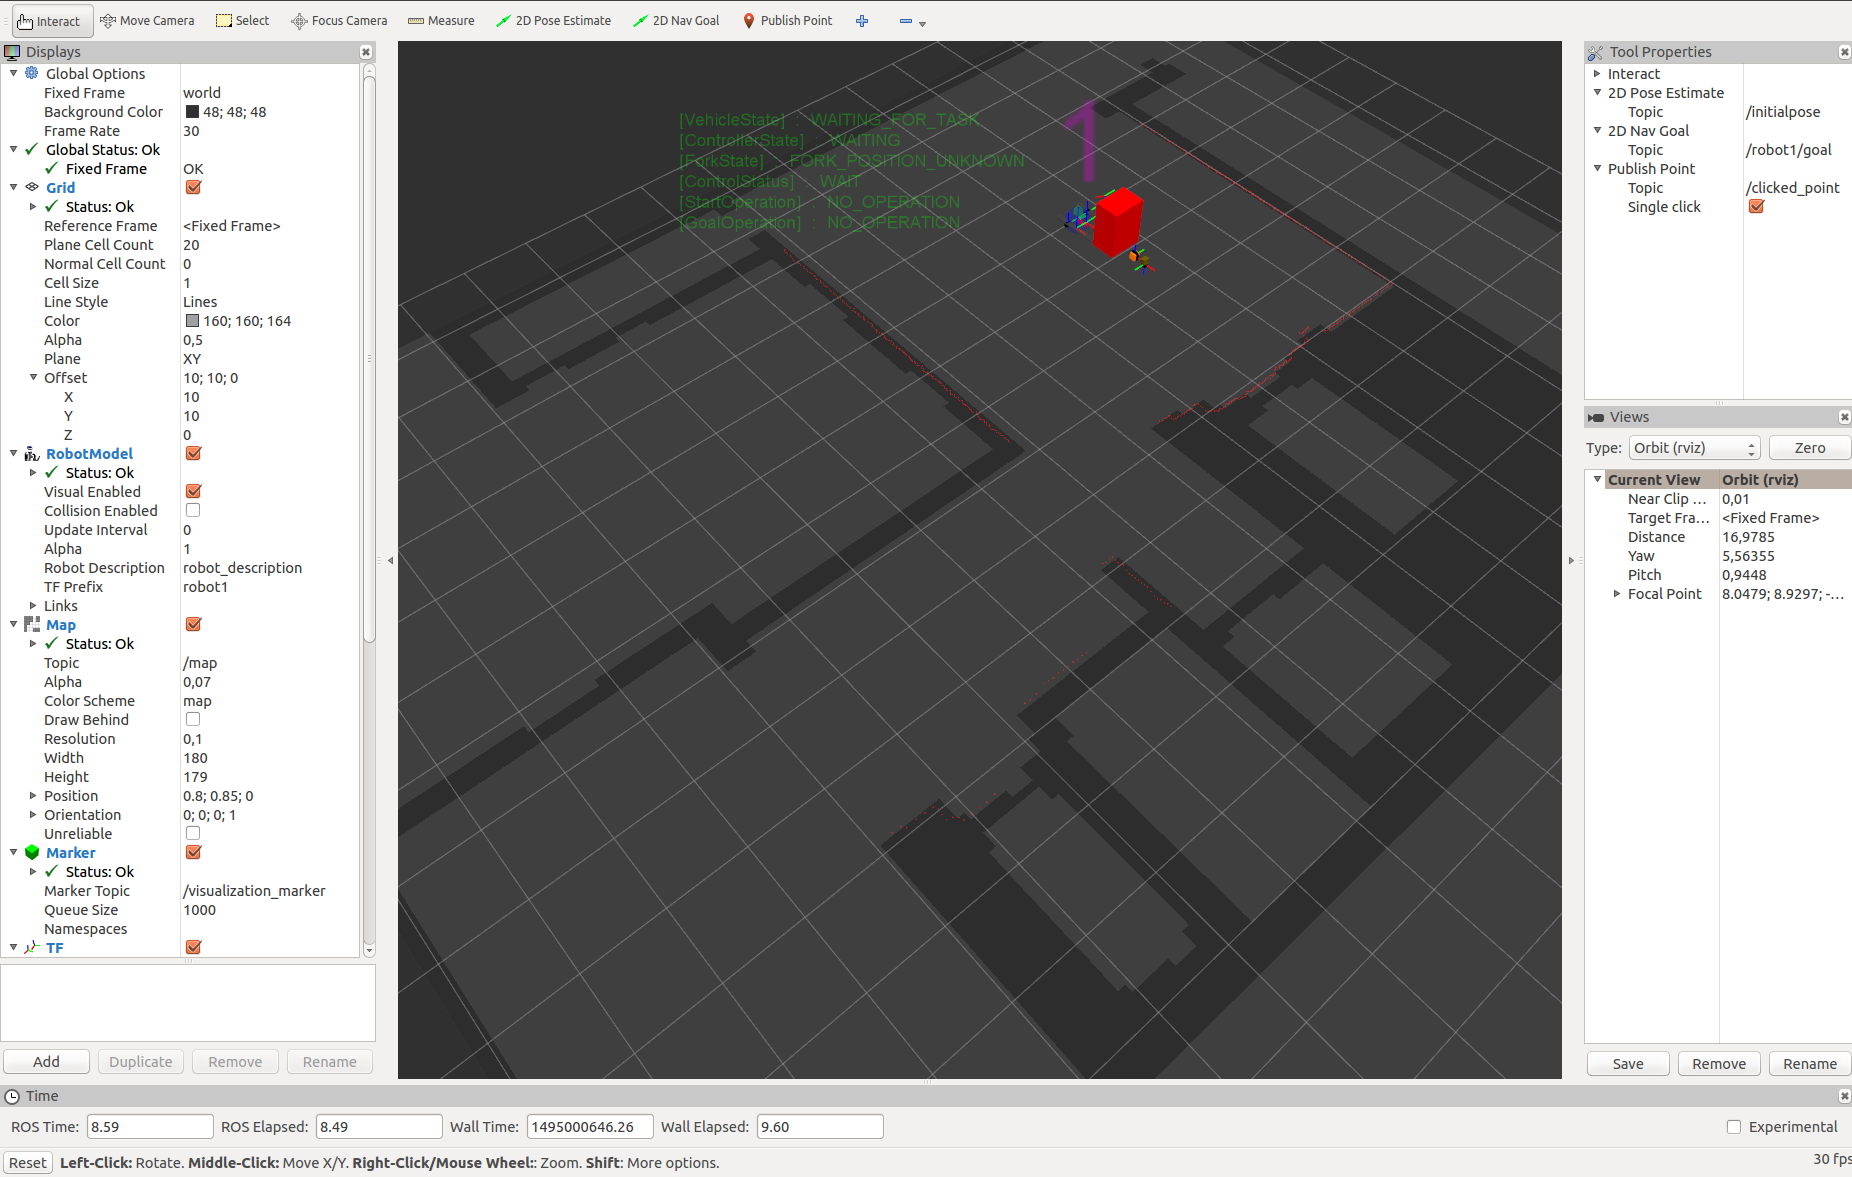 Interact Move Camera Select Focus Camera Measure 2D Pose Estimate 2D Nav Goal Publish Point
Displays
Global Options
Fixed Frame world
Background Color 48; 48; 48
Frame Rate 30
Global Status: Ok
Fixed Frame OK
Grid
Status: Ok
Reference Frame <Fixed Frame>
Plane Cell Count 20
Normal Cell Count 0
Cell Size 1
Line Style Lines
Color 160; 160; 164
Alpha 0,5
Plane XY
Offset 10; 10; 0
X 10
Y 10
Z 0
RobotModel
Status: Ok
Visual Enabled
Collision Enabled
Update Interval 0
Alpha 1
Robot Description robot_description
TF Prefix robot1
Links
Map
Status: Ok
Topic /map
Alpha 0,07
Color Scheme map
Draw Behind
Resolution 0,1
Width 180
Height 179
Position 0.8; 0.85; 0
Orientation 0; 0; 0; 1
Unreliable
Marker
Status: Ok
Marker Topic /visualization_marker
Queue Size 1000
Namespaces
TF
Add Duplicate Remove Rename
[VehicleState] : WAITING_FOR_TASK
[ControllerState] : WAITING
[ForkState] : FORK_POSITION_UNKNOWN
[ControlStatus] : WAIT
[StartOperation] : NO_OPERATION
[GoalOperation] : NO_OPERATION
1
Tool Properties
Interact
2D Pose Estimate
Topic /initialpose
2D Nav Goal
Topic /robot1/goal
Publish Point
Topic /clicked_point
Single click
Views
Type: Orbit (rviz) Zero
Current View Orbit (rviz)
Near Clip ... 0,01
Target Fra... <Fixed Frame>
Distance 16,9785
Yaw 5,56355
Pitch 0,9448
Focal Point 8.0479; 8.9297; -...
Save Remove Rename
Time
ROS Time: 8.59 ROS Elapsed: 8.49 Wall Time: 1495000646.26 Wall Elapsed: 9.60 Experimental
Reset Left-Click: Rotate. Middle-Click: Move X/Y. Right-Click/Mouse Wheel:: Zoom. Shift: More options. 30 fps